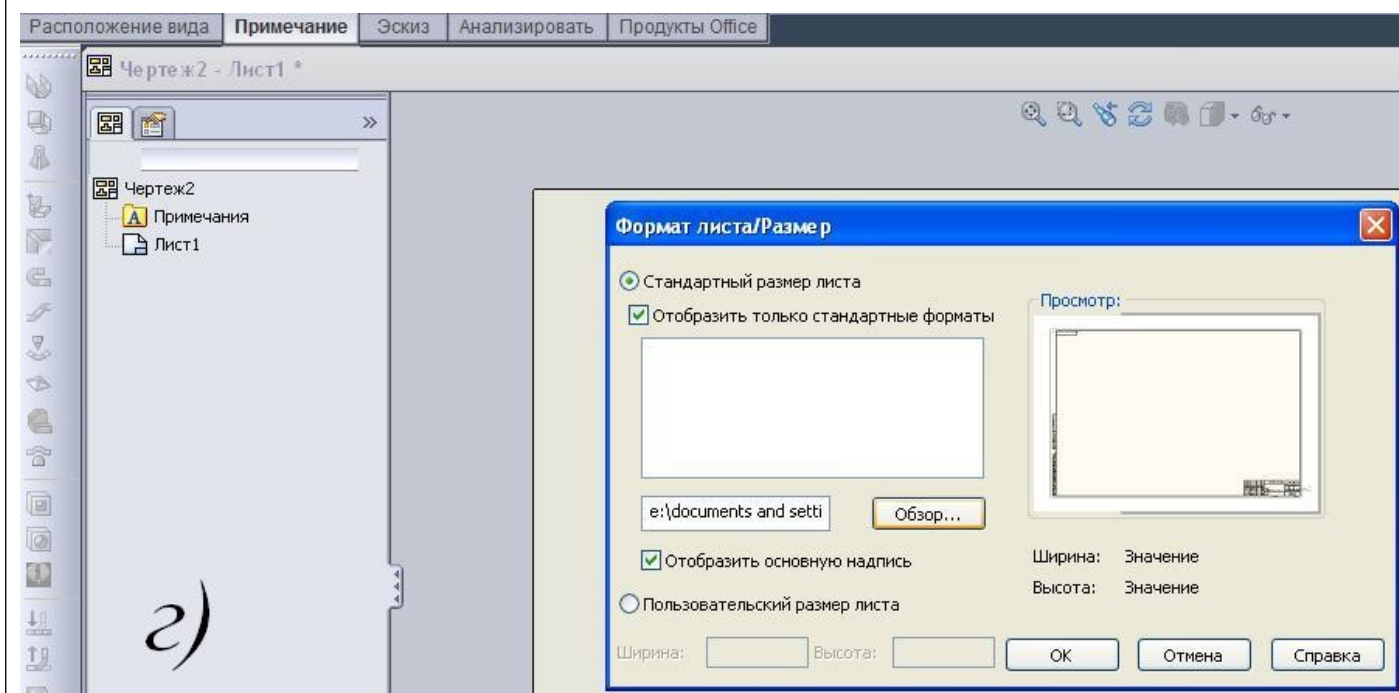 Расположение вида Примечание Эскиз Анализировать Продукты Office
Чертеж2 - Лист1 *
Чертеж2
A Примечания
Лист1
Формат листа/Размер
Стандартный размер листа
Отобразить только стандартные форматы
Просмотр:
e:\documents and setti Обзор...
Отобразить основную надпись
Ширина: Значение
Высота: Значение
Пользовательский размер листа
Ширина: Высота: ОК Отмена Справка
г)